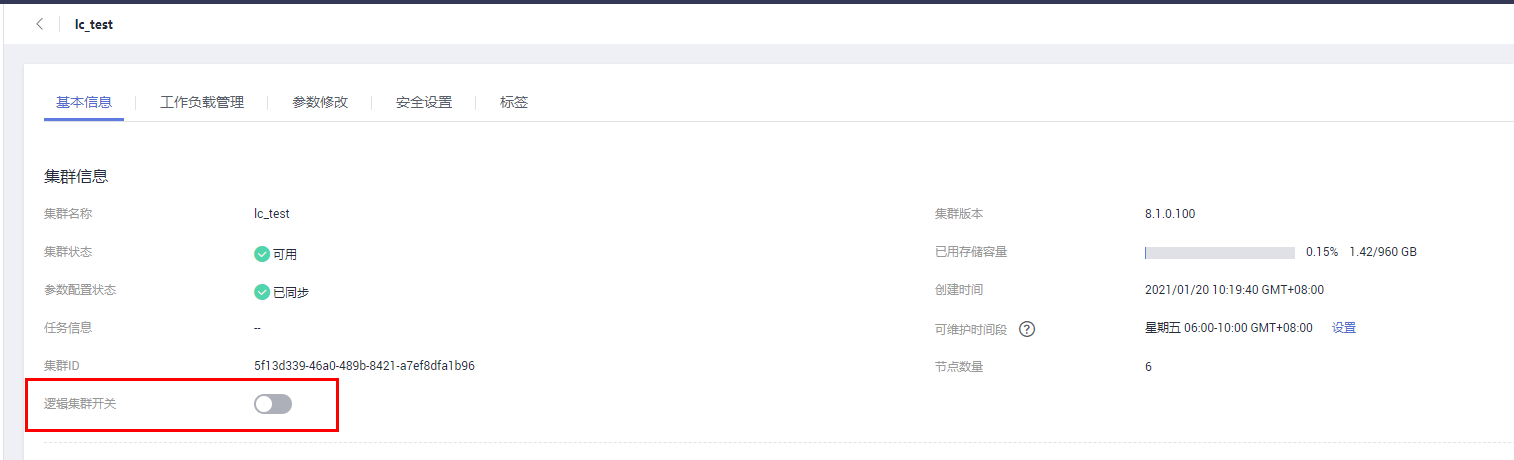 lc_test
基本信息 工作负载管理 参数修改 安全设置 标签
集群信息
集群名称 lc_test 集群版本 8.1.0.100
集群状态 可用 已用存储容量 0.15% 1.42/960 GB
参数配置状态 已同步 创建时间 2021/01/20 10:19:40 GMT+08:00
任务信息 -- 可维护时间段 ? 星期五 06:00-10:00 GMT+08:00 设置
集群ID 5f13d339-46a0-489b-8421-a7ef8dfa1b96 节点数量 6
逻辑集群开关